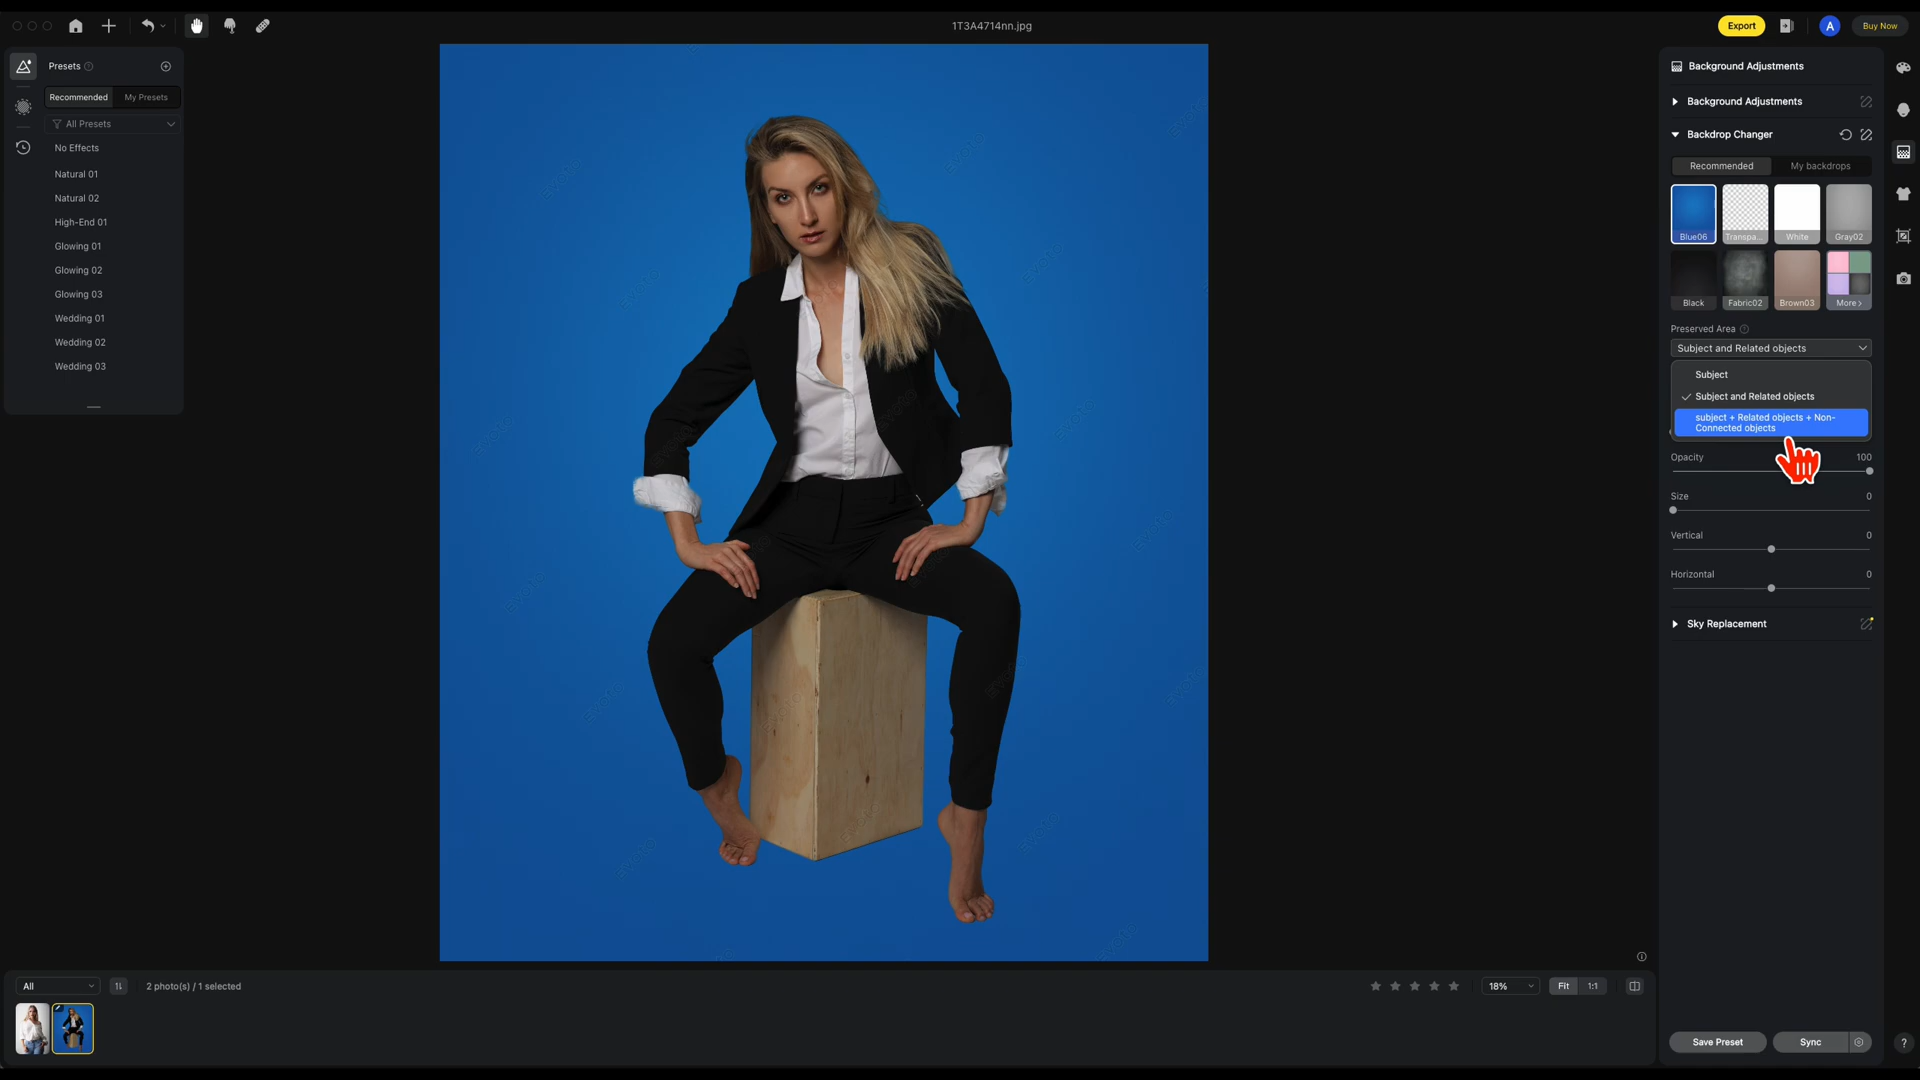 1T3A4714nn.jpg
Export
A
Buy Now
Presets
Recommended
My Presets
All Presets
No Effects
Natural 01
Natural 02
High-End 01
Glowing 01
Glowing 02
Glowing 03
Wedding 01
Wedding 02
Wedding 03
Background Adjustments
Background Adjustments
Backdrop Changer
Recommended
My backdrops
Blue06
Transpa...
White
Gray02
Black
Fabric02
Brown03
More >
Preserved Area
Subject and Related objects
Subject
Subject and Related objects
subject + Related objects + Non-
Connected objects
Opacity 100
Size 0
Vertical 0
Horizontal 0
Sky Replacement
Save Preset
Sync
?
All
2 photo(s) / 1 selected
18%
Fit
1:1
EVOTO